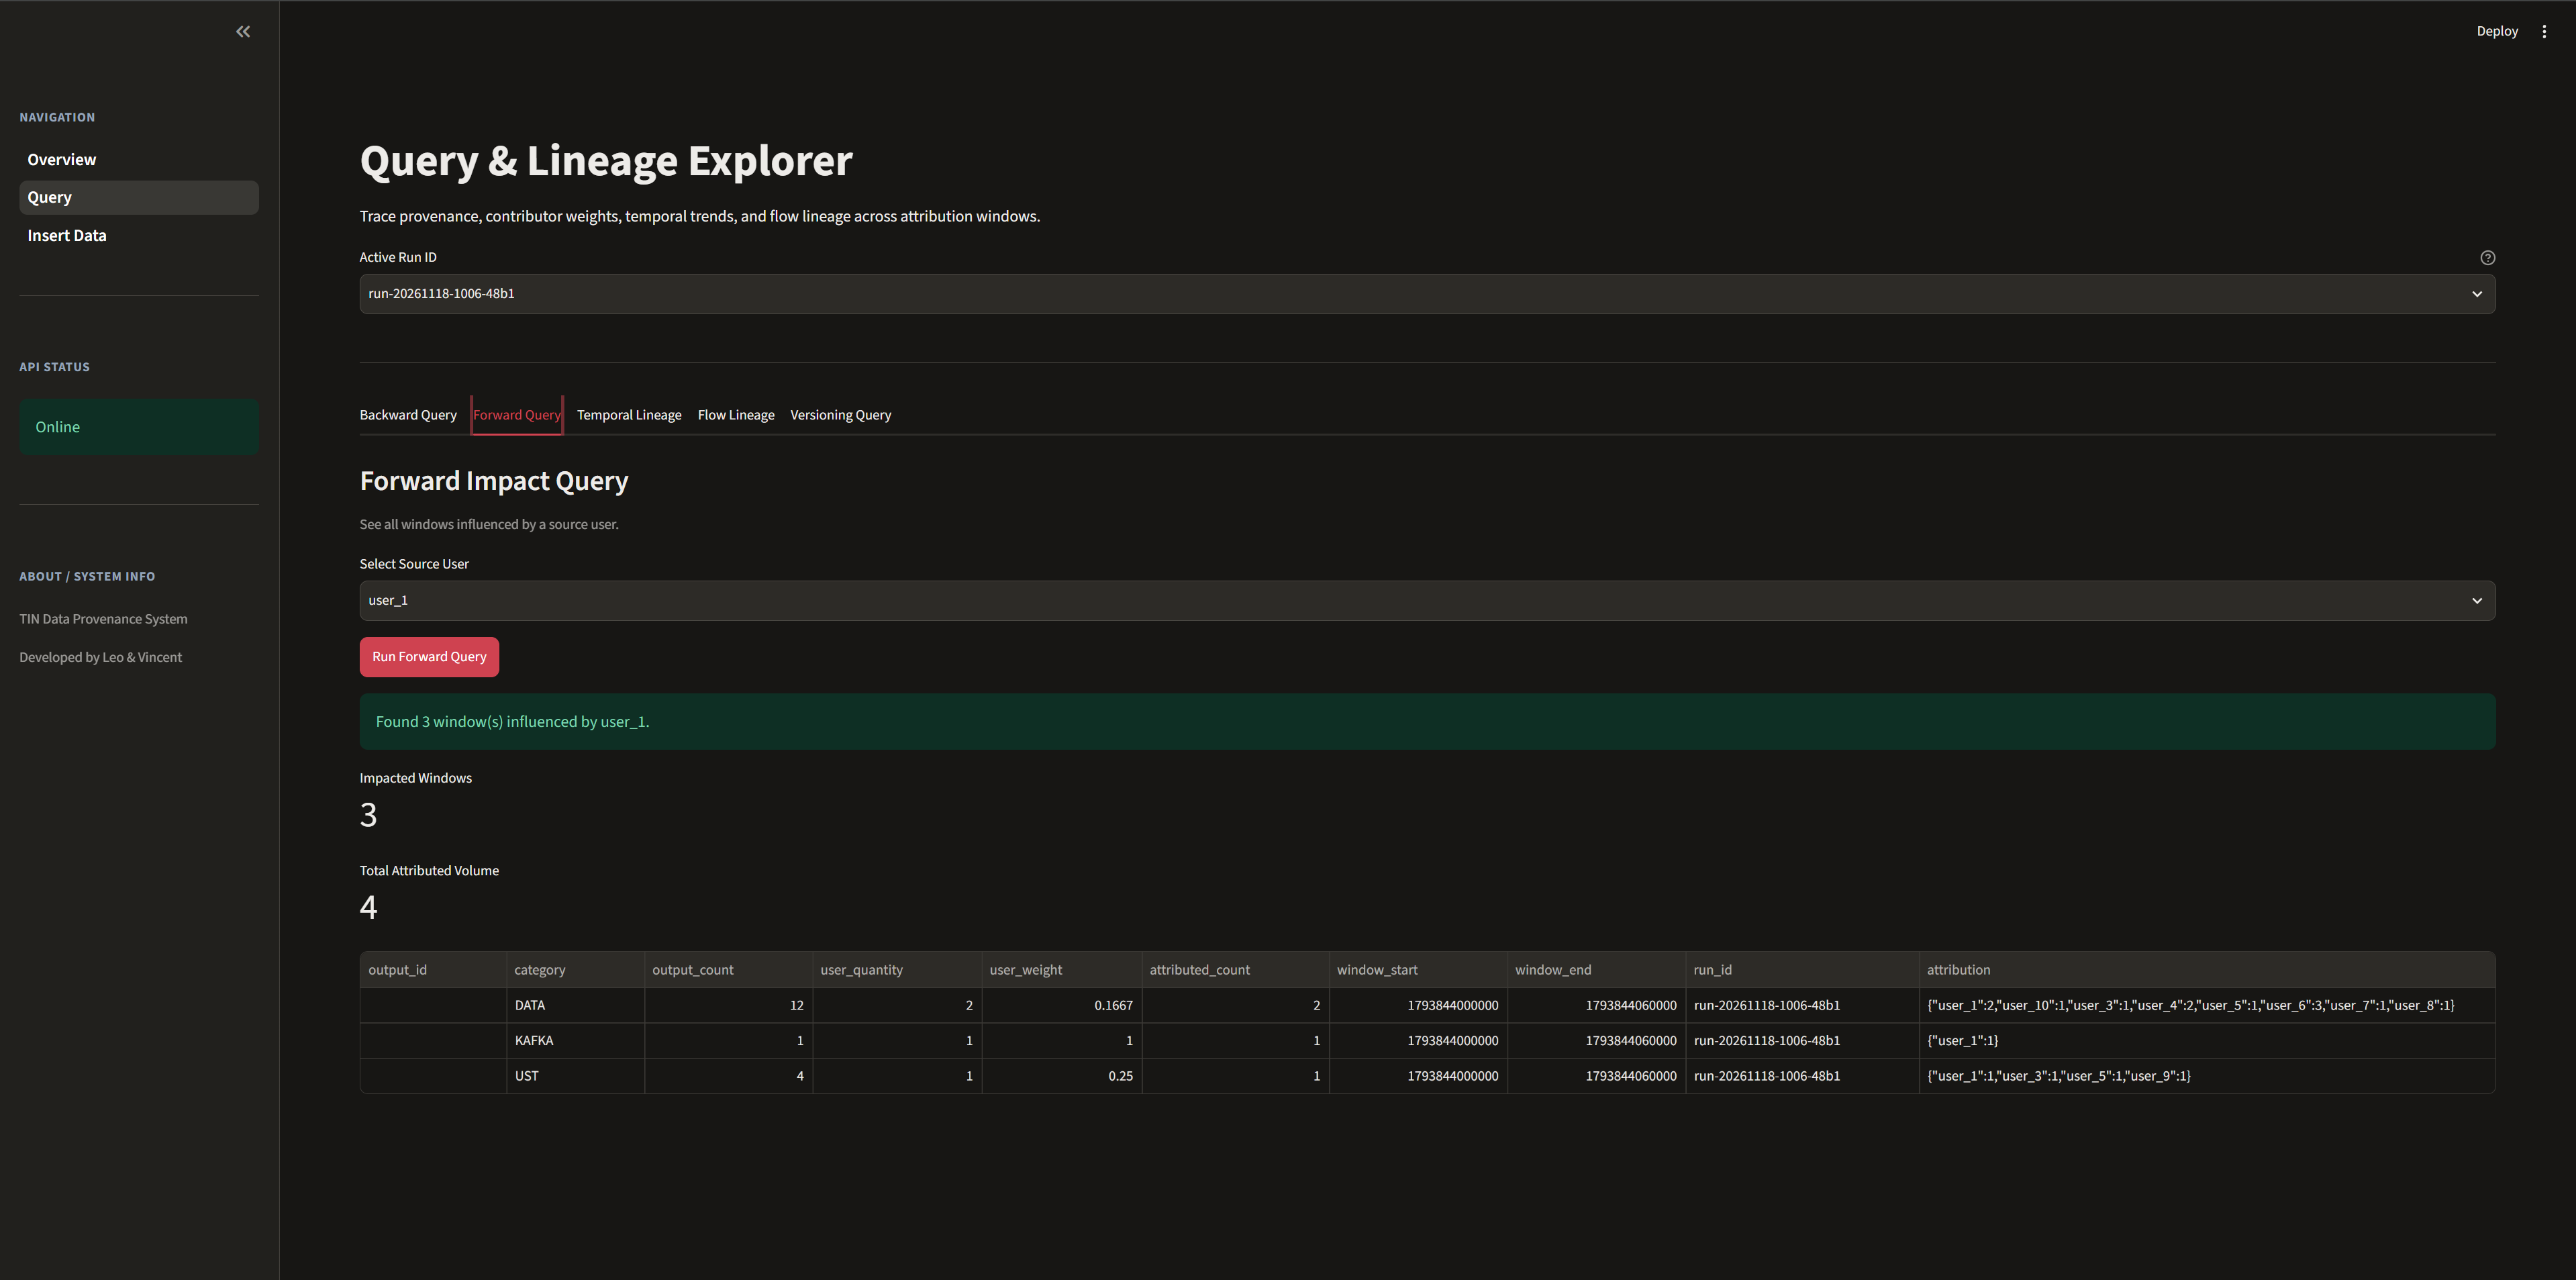 Deploy
NAVIGATION
Overview
Query
Insert Data
API STATUS
Online
ABOUT / SYSTEM INFO
TIN Data Provenance System
Developed by Leo & Vincent
Query & Lineage Explorer
Trace provenance, contributor weights, temporal trends, and flow lineage across attribution windows.
Active Run ID
run-20261118-1006-48b1
Backward Query Forward Query Temporal Lineage Flow Lineage Versioning Query
Forward Impact Query
See all windows influenced by a source user.
Select Source User
user_1
Run Forward Query
Found 3 window(s) influenced by user_1.
Impacted Windows
3
Total Attributed Volume
4
output_id category output_count user_quantity user_weight attributed_count window_start window_end run_id attribution
DATA 12 2 0.1667 2 1793844000000 1793844060000 run-20261118-1006-48b1 {"user_1":2,"user_10":1,"user_3":1,"user_4":2,"user_5":1,"user_6":3,"user_7":1,"user_8":1}
KAFKA 1 1 1 1 1793844000000 1793844060000 run-20261118-1006-48b1 {"user_1":1}
UST 4 1 0.25 1 1793844000000 1793844060000 run-20261118-1006-48b1 {"user_1":1,"user_3":1,"user_5":1,"user_9":1}